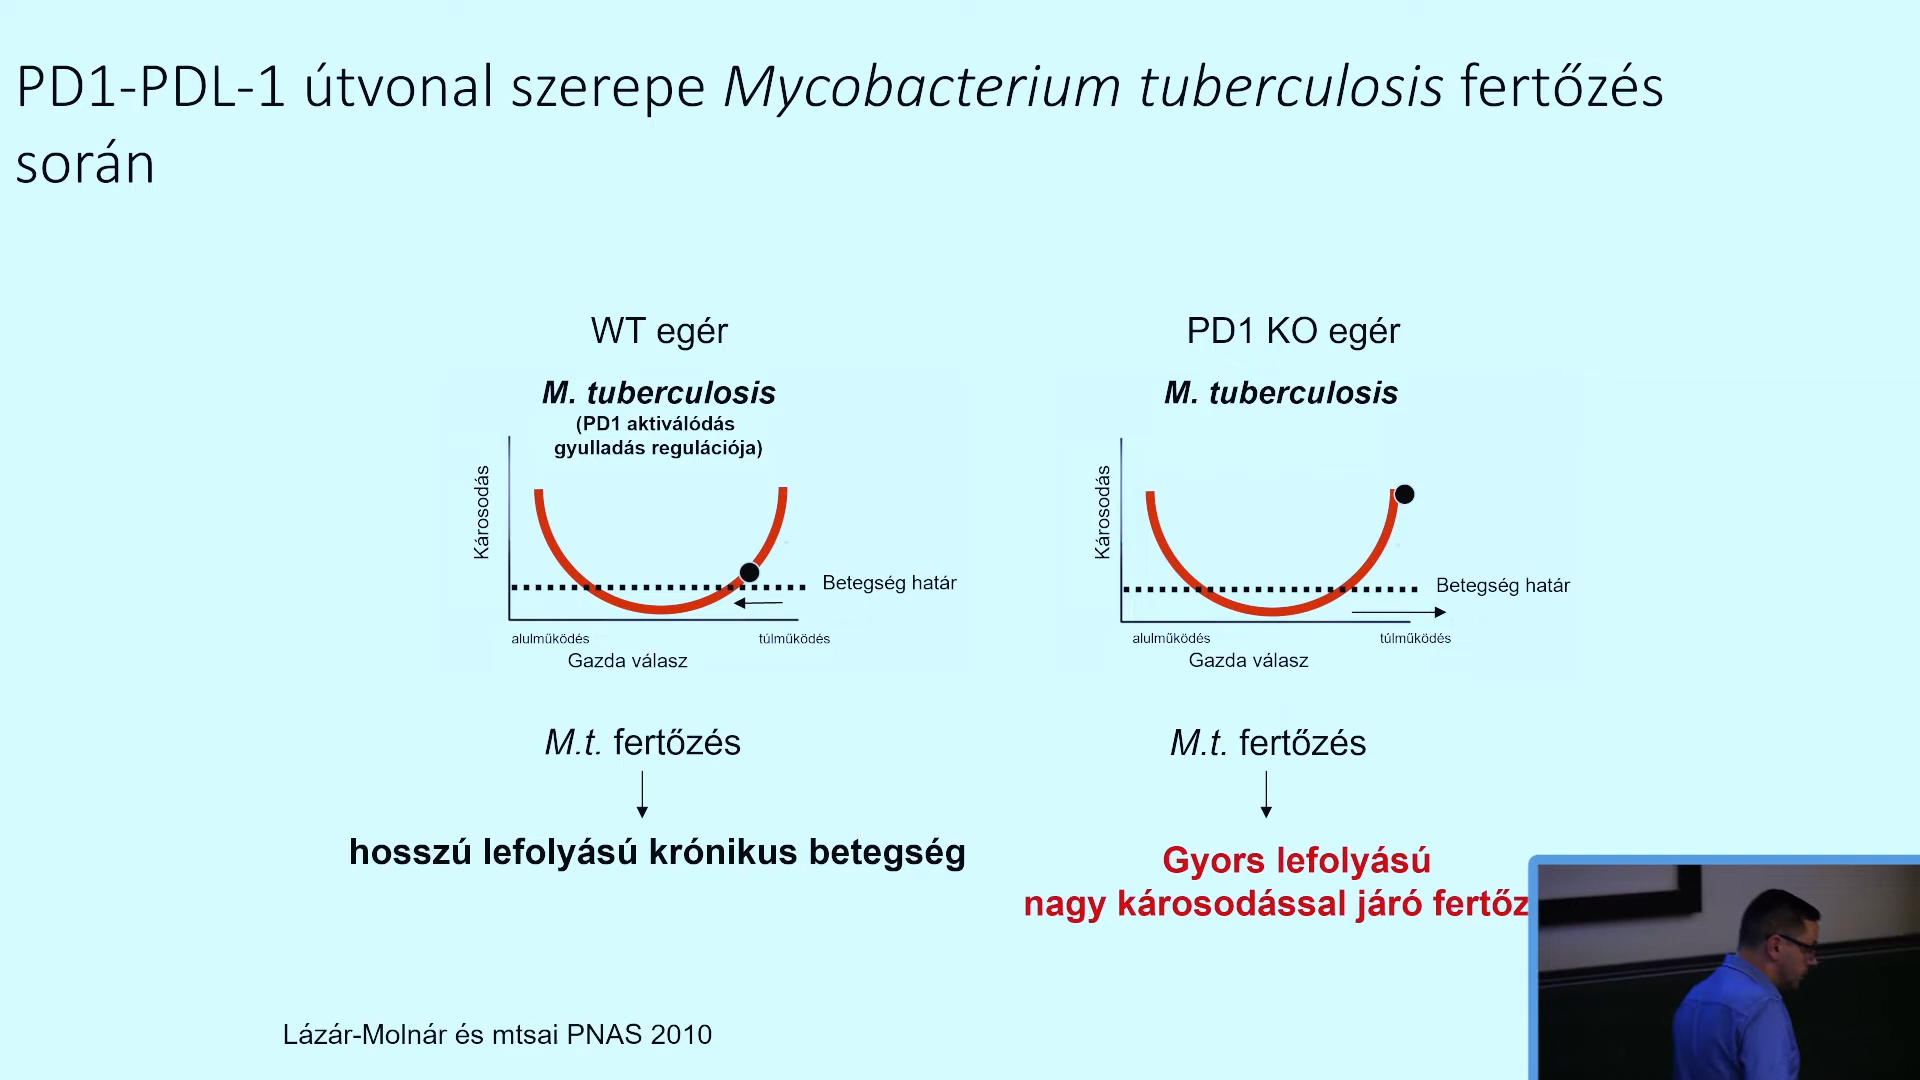 PD1-PDL-1 útvonal szerepe Mycobacterium tuberculosis fertőzés
során
WT egér
M. tuberculosis
(PD1 aktiválódás
gyulladás regulációja)
Károsodás
Betegség határ
alulműködés
túlműködés
Gazda válasz
M.t. fertőzés
hosszú lefolyású krónikus betegség
PD1 KO egér
M. tuberculosis
Károsodás
Betegség határ
alulműködés
túlműködés
Gazda válasz
M.t. fertőzés
Gyors lefolyású
nagy károsodással járó fertőz
Lázár-Molnár és mtsai PNAS 2010